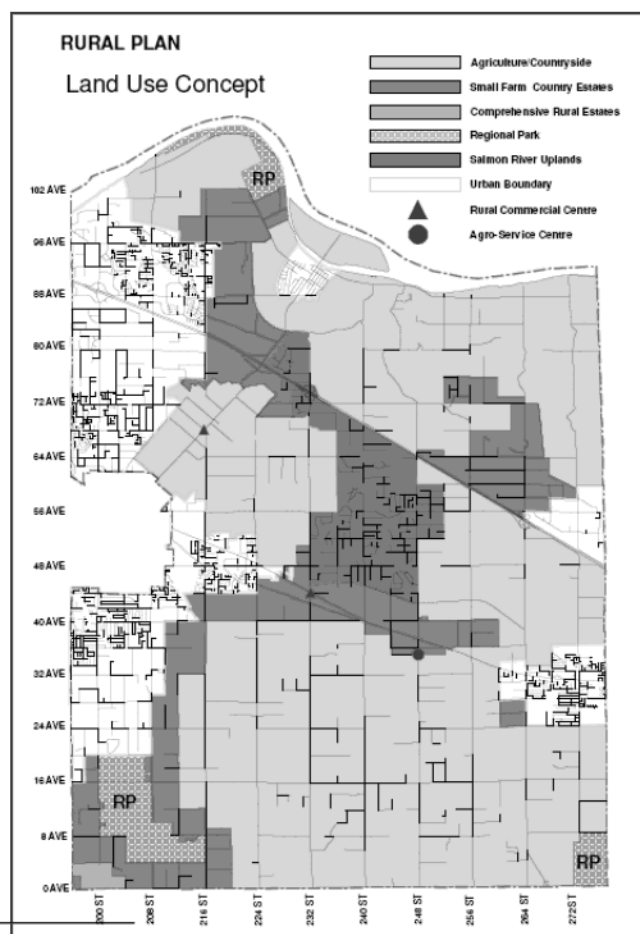 RURAL PLAN
Land Use Concept
Agriculture/Countryside
Small Farm Country Estates
Comprehensive Rural Estates
Regional Park
Salmon River Uplands
Urban Boundary
Rural Commercial Centre
Agro-Service Centre
RP
102 AVE
96 AVE
88 AVE
80 AVE
72 AVE
64 AVE
56 AVE
48 AVE
40 AVE
32 AVE
24 AVE
16 AVE
RP
8 AVE
RP
0 AVE
200 ST
208 ST
216 ST
224 ST
232 ST
240 ST
248 ST
256 ST
264 ST
272 ST